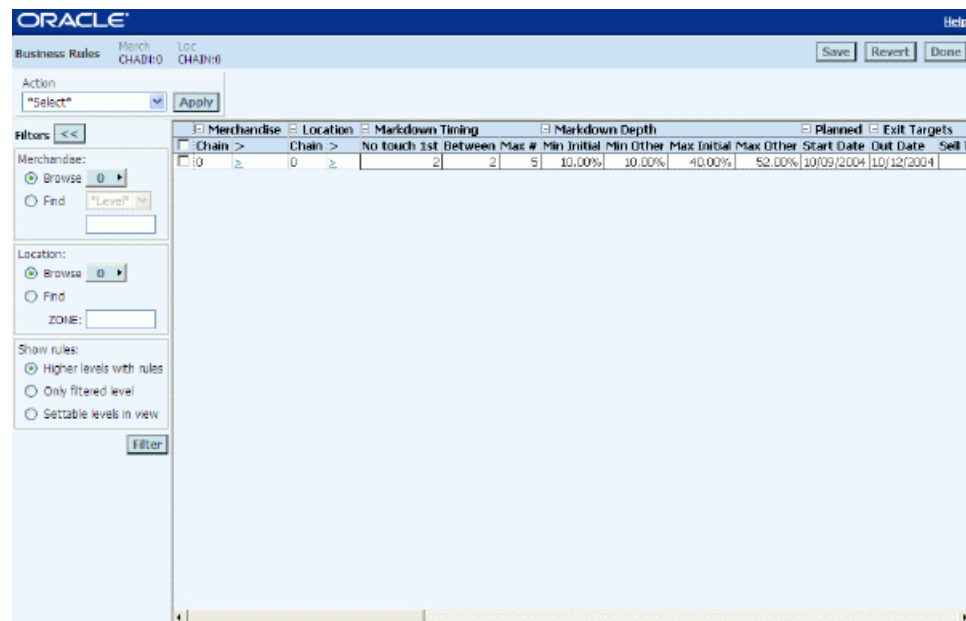 ORACLE
Help
Business Rules Merch Loc
CHAIN:0 CHAIN:0
Save Revert Done
Action
*Select* Apply
Filters <<
Merchandise:
Browse 0
Find *Level*
Location:
Browse 0
Find
ZONE:
Show rules:
Higher levels with rules
Only filtered level
Settable levels in view
Filter
Merchandise Location Markdown Timing Markdown Depth Planned Exit Targets
Chain > Chain > No touch 1st Between Max # Min Initial Min Other Max Initial Max Other Start Date Out Date Sell
0 > 0 > 2 2 5 10.00% 10.00% 40.00% 52.00% 10/09/2004 10/12/2004